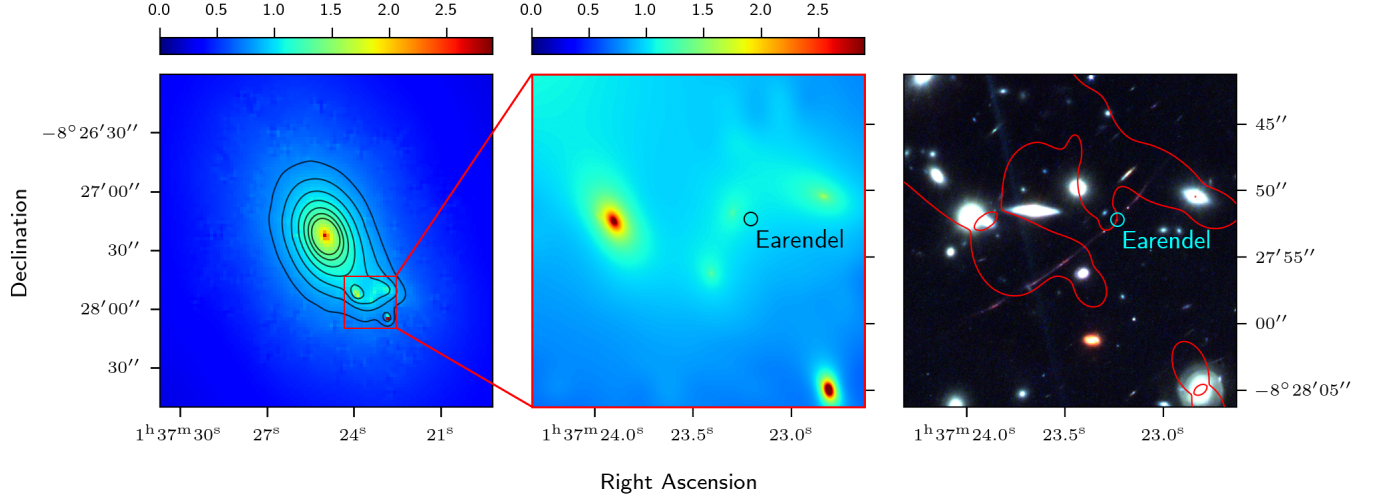 0.0 0.5 1.0 1.5 2.0 2.5
0.0 0.5 1.0 1.5 2.0 2.5
Declination
−8°26′30″
27′00″
30″
28′00″
30″
1ʰ37ᵐ30ˢ 27ˢ 24ˢ 21ˢ
Earendel
1ʰ37ᵐ24.0ˢ 23.5ˢ 23.0ˢ
Earendel
45″
50″
27′55″
00″
−8°28′05″
1ʰ37ᵐ24.0ˢ 23.5ˢ 23.0ˢ
Right Ascension